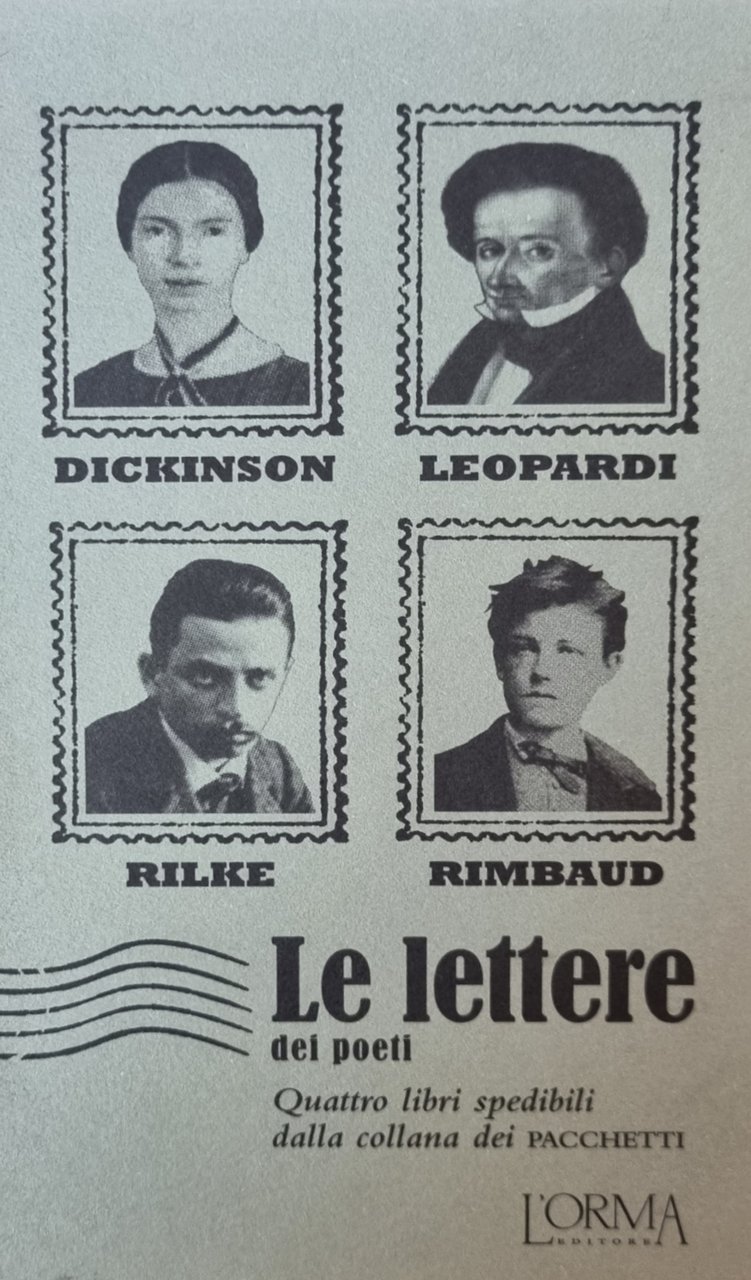 DICKINSON
LEOPARDI
RILKE
RIMBAUD
Le lettere
dei poeti
Quattro libri spedibili
dalla collana dei PACCHETTI
L'ORMA
EDITORE